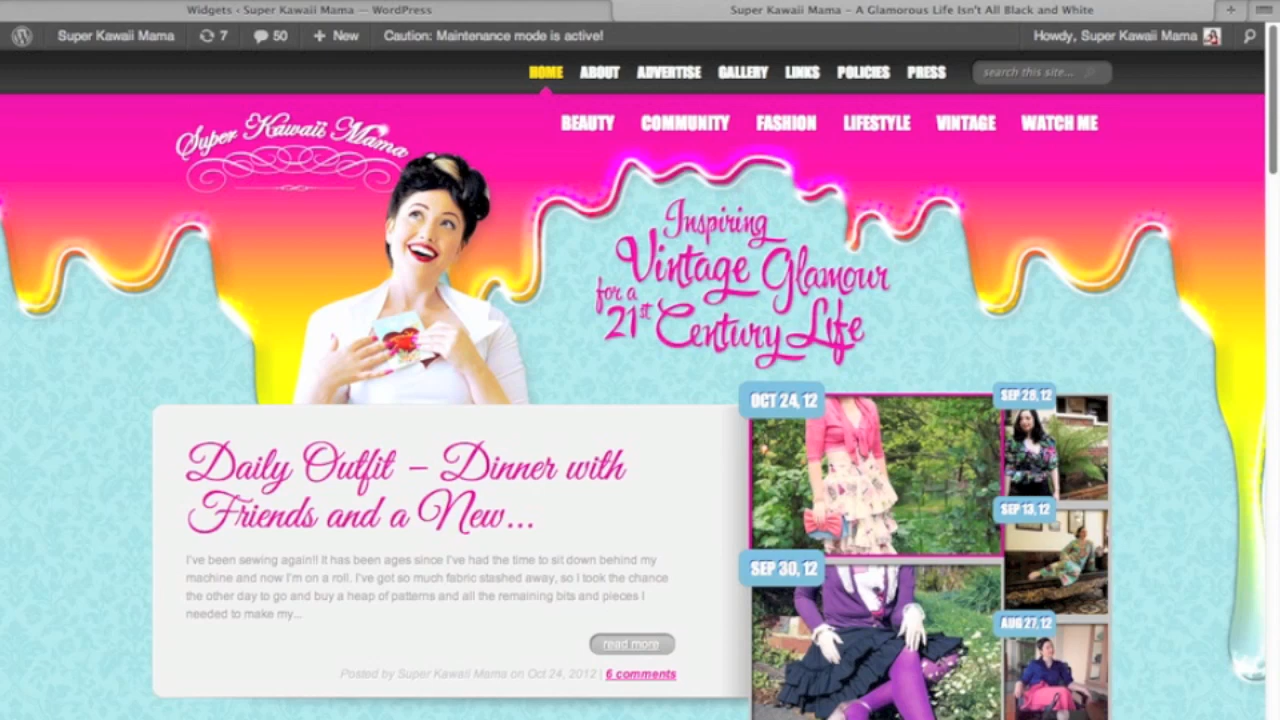 Widgets ‹ Super Kawaii Mama — WordPress
Super Kawaii Mama – A Glamorous Life Isn't All Black and White
Super Kawaii Mama 7 50 + New Caution: Maintenance mode is active! Howdy, Super Kawaii Mama
HOME ABOUT ADVERTISE GALLERY LINKS POLICIES PRESS search this site...
BEAUTY COMMUNITY FASHION LIFESTYLE VINTAGE WATCH ME
Super Kawaii Mama
Inspiring
Vintage Glamour
for a
21st Century Life
Daily Outfit – Dinner with
Friends and a New...
I've been sewing again!! It has been ages since I've had the time to sit down behind my
machine and now I'm on a roll. I've got so much fabric stashed away, so I took the chance
the other day to go and buy a heap of patterns and all the remaining bits and pieces I
needed to make my...
read more
Posted by Super Kawaii Mama on Oct 24, 2012 | 6 comments
OCT 24, 12
SEP 30, 12
SEP 28, 12
SEP 13, 12
AUG 27, 12